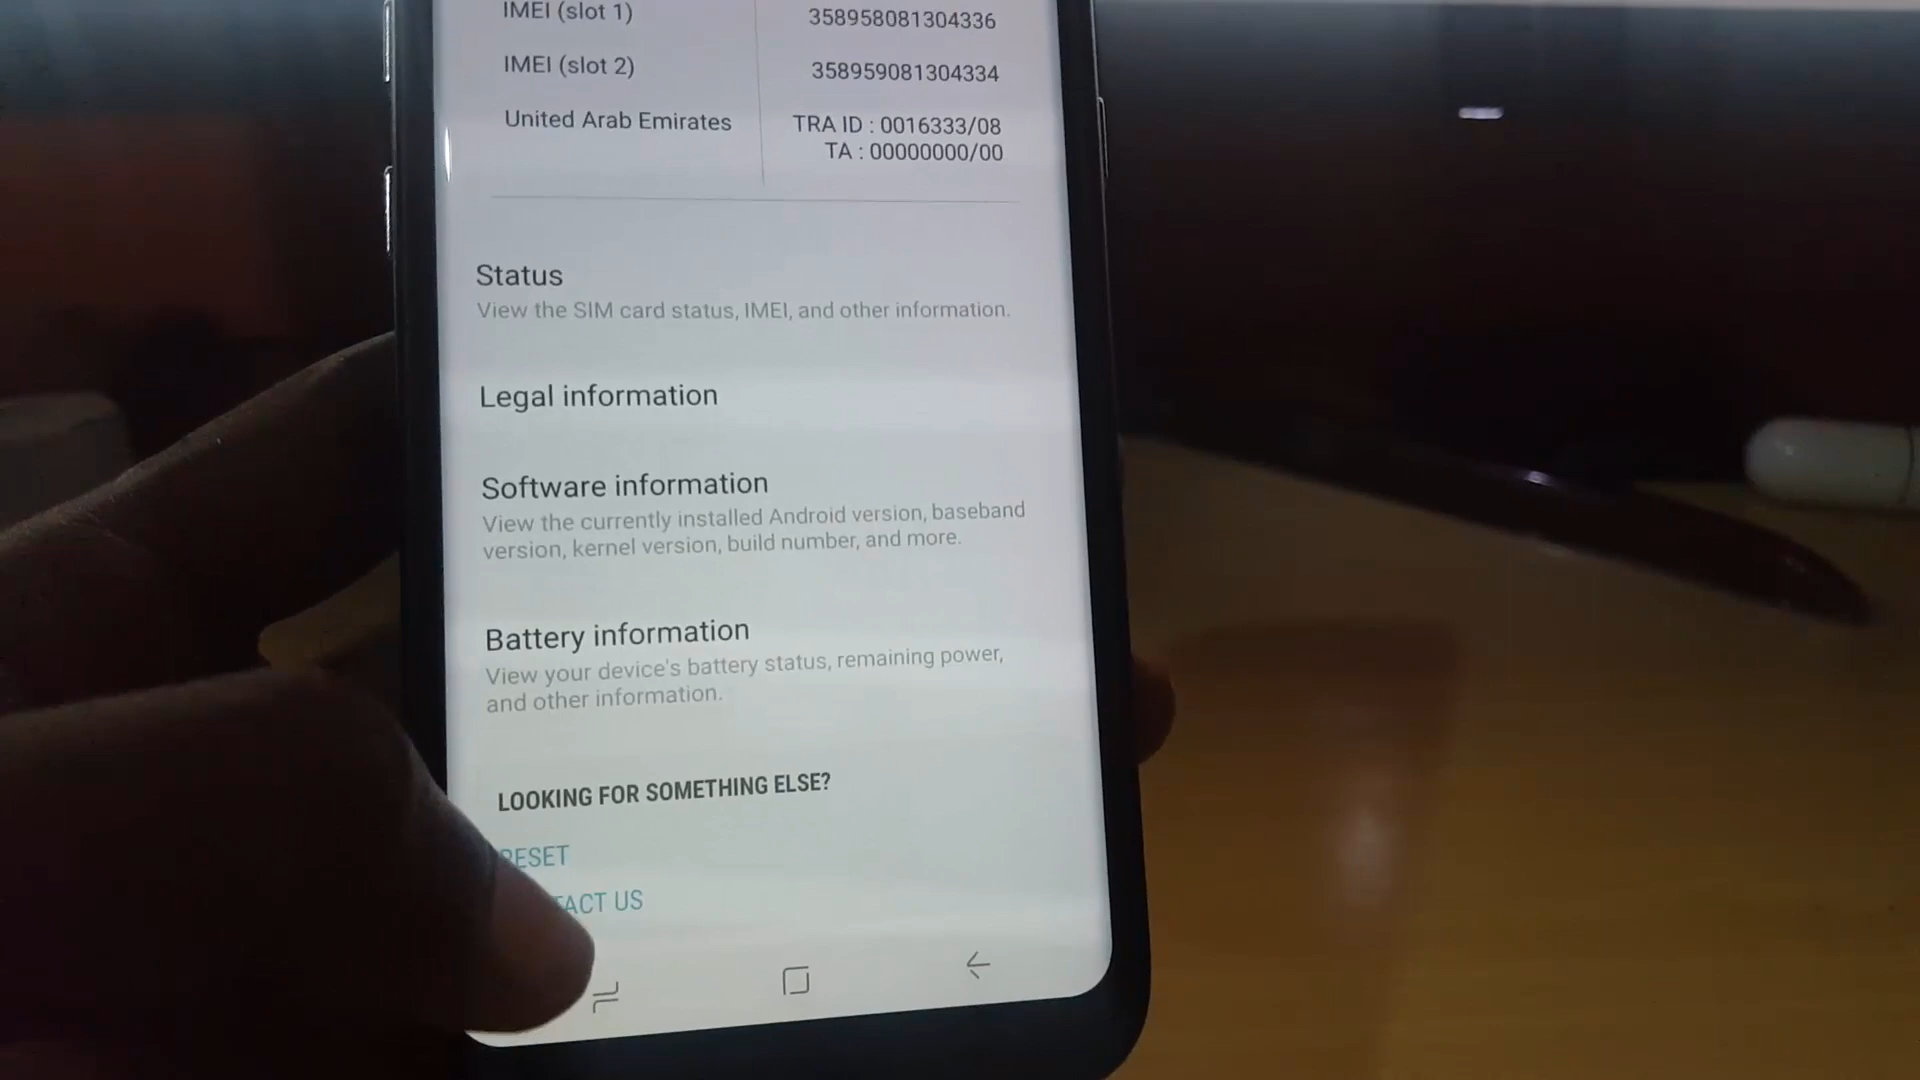 IMEI (slot 1) 358958081304336
IMEI (slot 2) 358959081304334
United Arab Emirates TRA ID : 0016333/08
TA : 00000000/00
Status
View the SIM card status, IMEI, and other information.
Legal information
Software information
View the currently installed Android version, baseband
version, kernel version, build number, and more.
Battery information
View your device's battery status, remaining power,
and other information.
LOOKING FOR SOMETHING ELSE?
RESET
TACT US